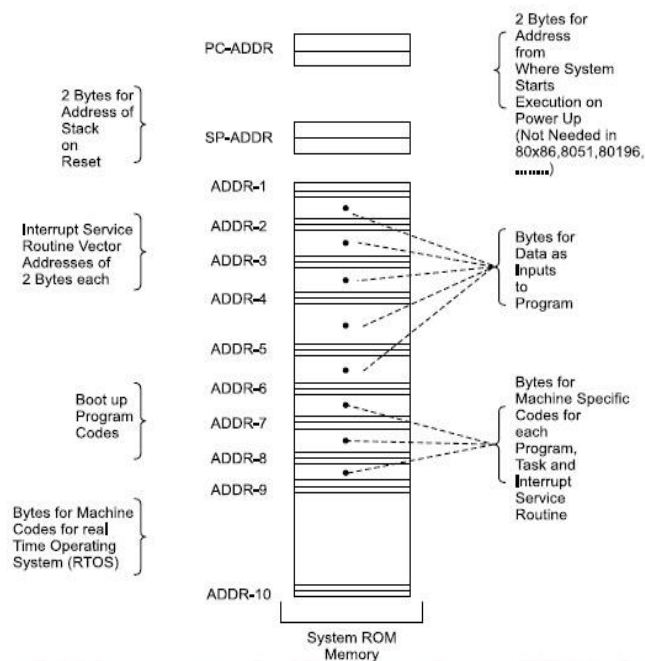 PC-ADDR
2 Bytes for
Address
from
Where System
Starts
Execution on
Power Up
(Not Needed in
80x86,8051,80196,
........)
2 Bytes for
Address of
Stack
on
Reset
SP-ADDR
ADDR-1
ADDR-2
ADDR-3
ADDR-4
ADDR-5
ADDR-6
ADDR-7
ADDR-8
ADDR-9
ADDR-10
Interrupt Service
Routine Vector
Addresses of
2 Bytes each
Bytes for
Data as
Inputs
to
Program
Boot up
Program
Codes
Bytes for
Machine Specific
Codes for
each
Program,
Task and
Interrupt
Service
Routine
Bytes for Machine
Codes for real
Time Operating
System (RTOS)
System ROM
Memory